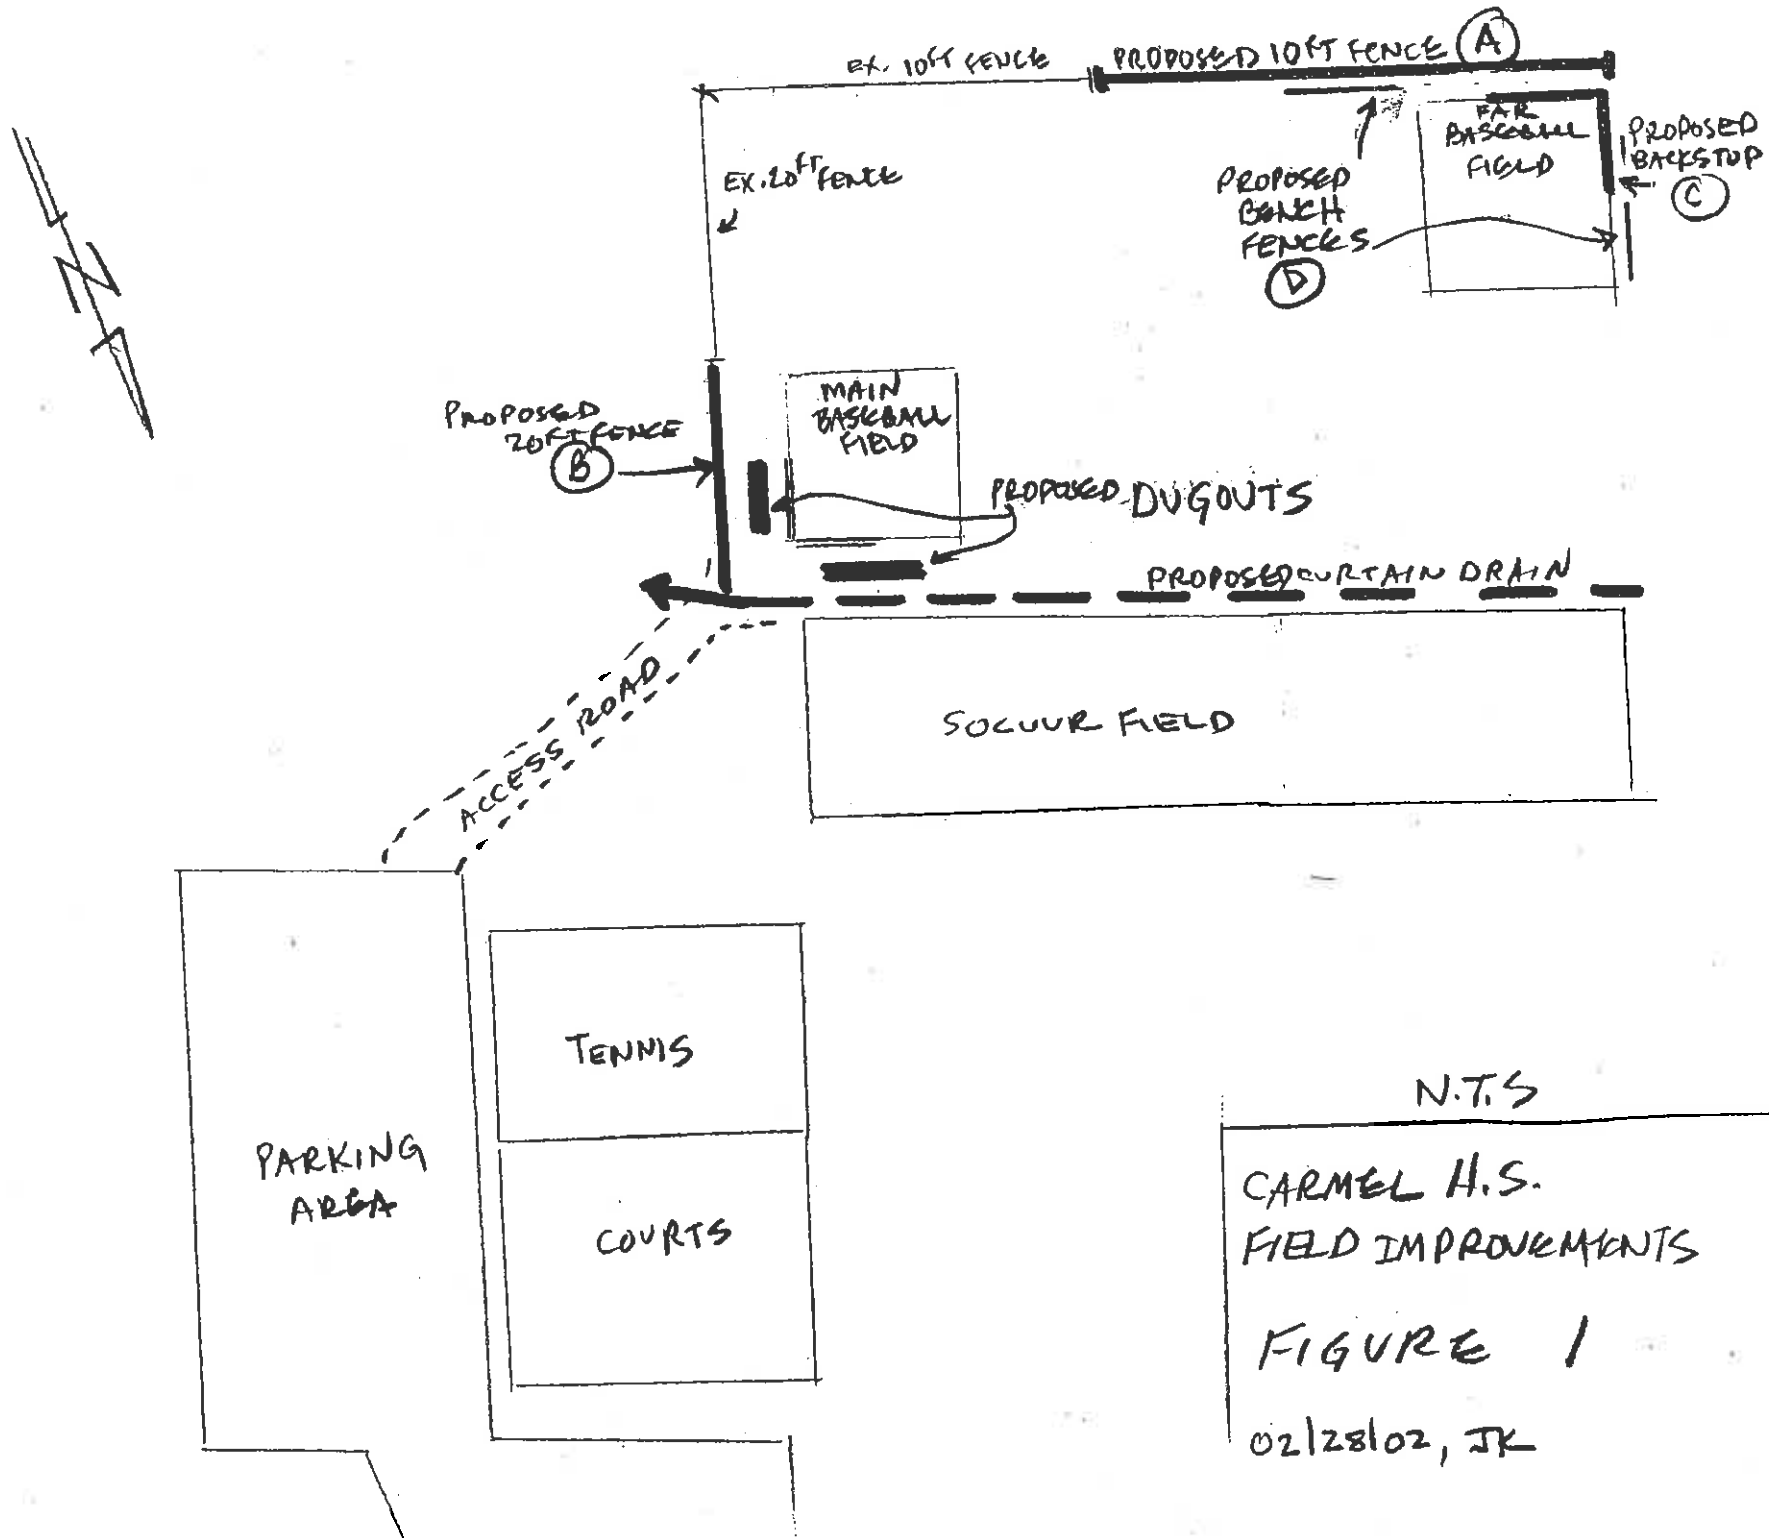 EX. 10FT FENCE
PROPOSED 10FT FENCE A
EX. 20FT FENCE
FAR
BASEBALL
FIELD
PROPOSED
BACKSTOP
C
PROPOSED
BENCH
FENCES
D
PROPOSED
20FT FENCE
B
MAIN
BASEBALL
FIELD
PROPOSED DUGOUTS
PROPOSED CURTAIN DRAIN
N
ACCESS ROAD
SOCUUR FIELD
TENNIS
COURTS
PARKING
AREA
N.T.S
CARMEL H.S.
FIELD IMPROVEMENTS
FIGURE 1
02/28/02, JK